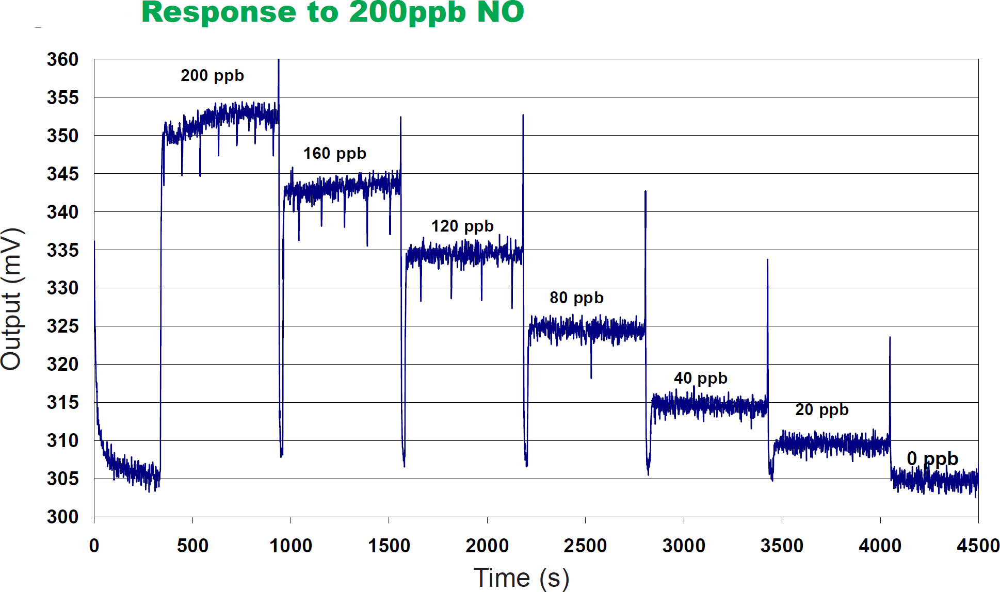 Response to 200ppb NO
360
200 ppb
355
350
160 ppb
345
340
120 ppb
335
330
80 ppb
325
320
40 ppb
315
20 ppb
310
0 ppb
305
300
Output (mV)
0 500 1000 1500 2000 2500 3000 3500 4000 4500
Time (s)